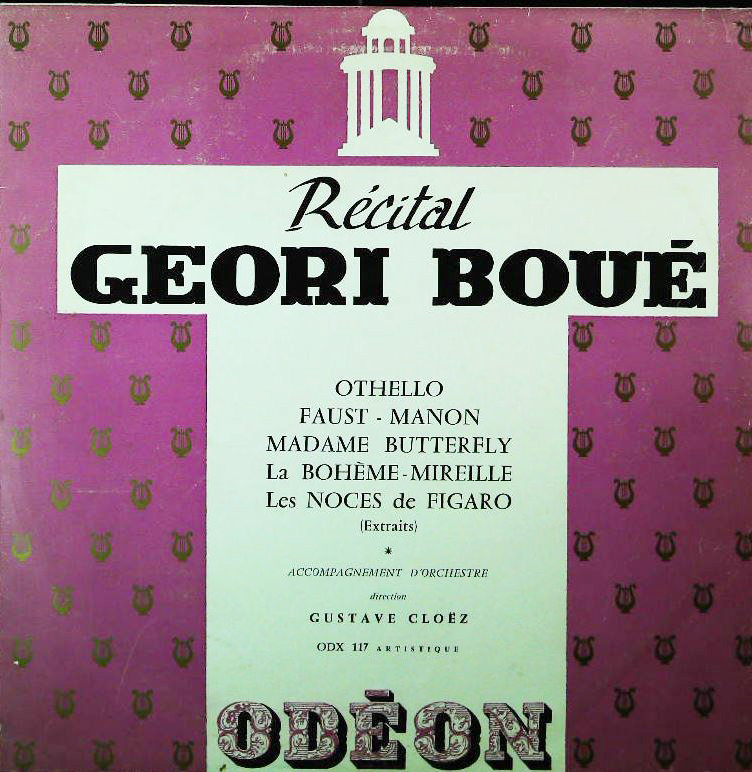 Récital
GEORI BOUÉ
OTHELLO
FAUST - MANON
MADAME BUTTERFLY
La BOHÈME - MIREILLE
Les NOCES de FIGARO
(Extraits)
*
ACCOMPAGNEMENT D'ORCHESTRE
direction
GUSTAVE CLOËZ
ODX 117 ARTISTIQUE
ODÉON